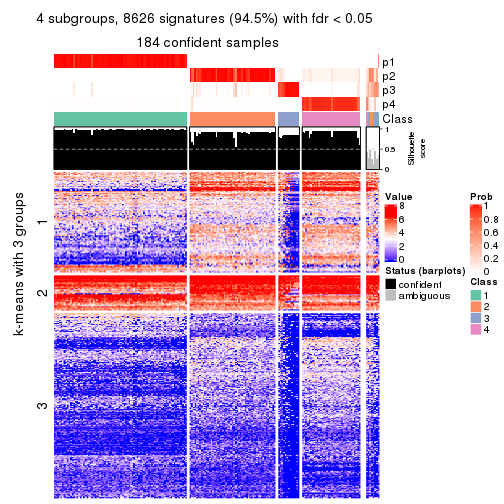 4 subgroups, 8626 signatures (94.5%) with fdr < 0.05
184 confident samples
p1
p2
p3
p4
Class
1
0.5
0
Silhouette
score
k-means with 3 groups
1
2
3
Value
8
6
4
2
0
Status (barplots)
confident
ambiguous
Prob
1
0.8
0.6
0.4
0.2
0
Class
1
2
3
4